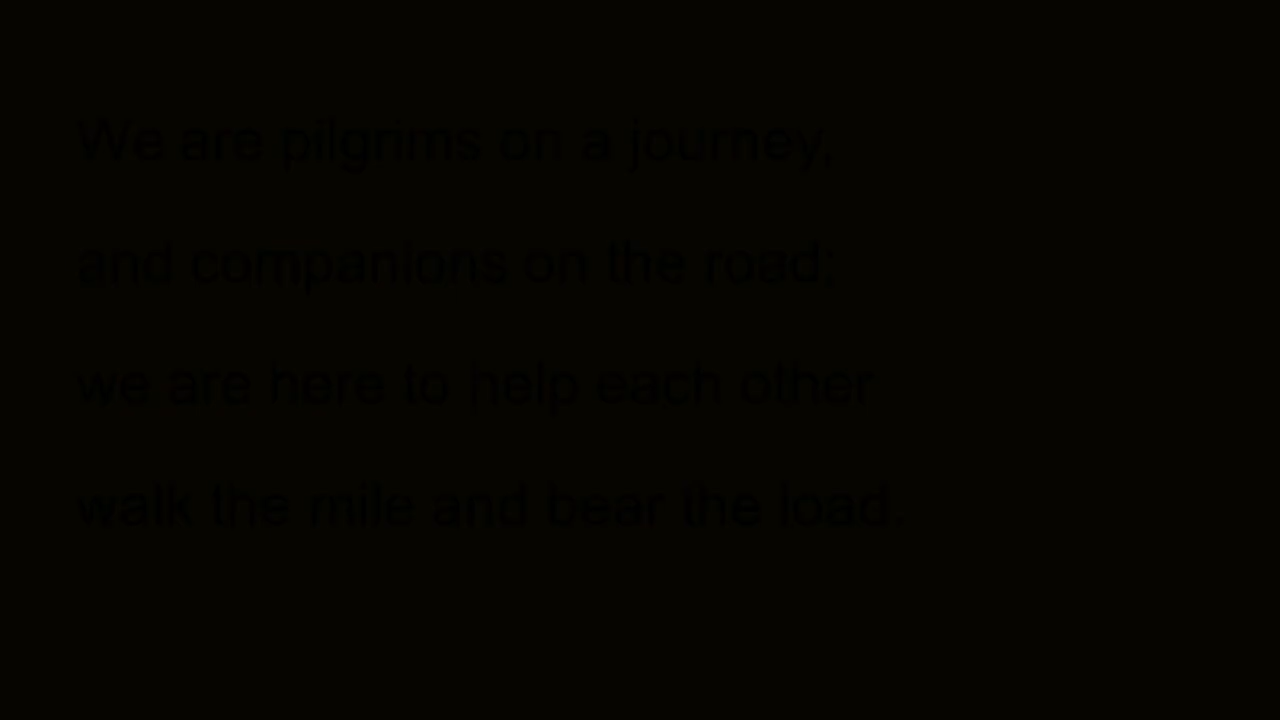 We are pilgrims on a journey,
and companions on the road;
we are here to help each other
walk the mile and bear the load.